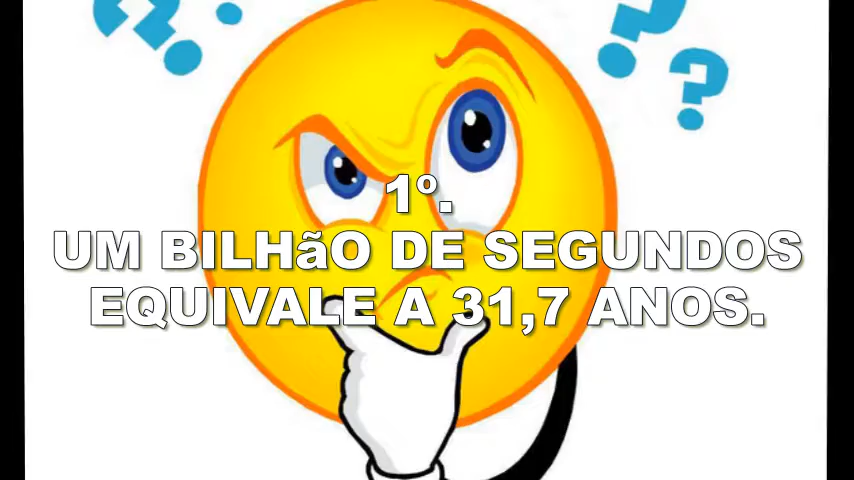 1º.
UM BILHãO DE SEGUNDOS
EQUIVALE A 31,7 ANOS.